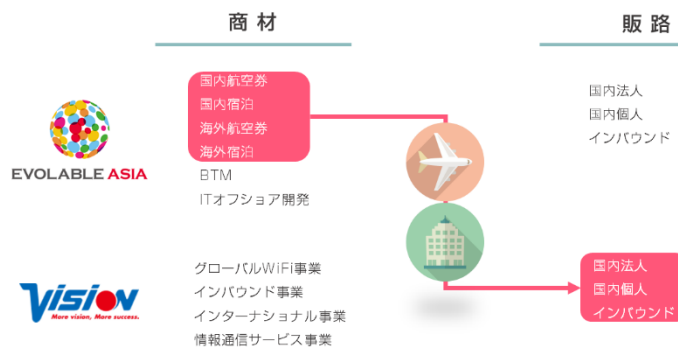 商材
販路
国内航空券
国内宿泊
海外航空券
海外宿泊
BTM
ITオフショア開発
国内法人
国内個人
インバウンド
EVOLABLE ASIA
グローバルWiFi事業
インバウンド事業
インターナショナル事業
情報通信サービス事業
国内法人
国内個人
インバウンド
VISION
More vision, More success.